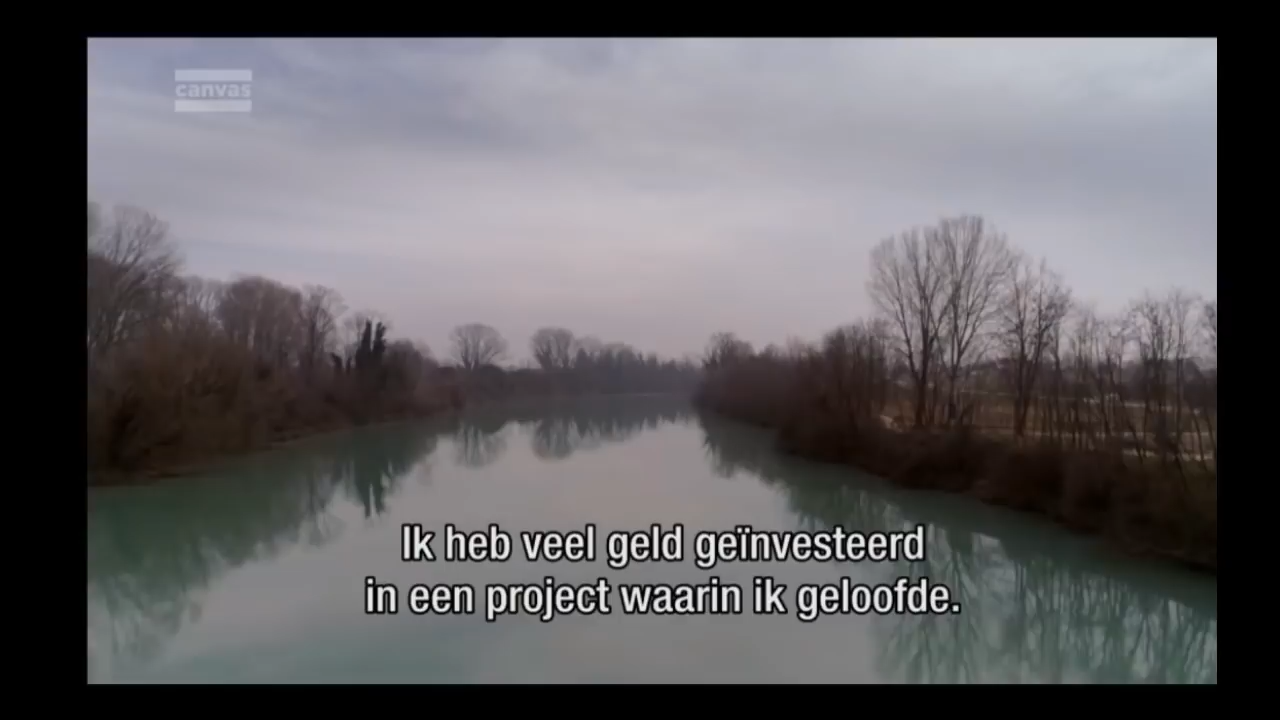 canvas
Ik heb veel geld geïnvesteerd
in een project waarin ik geloofde.